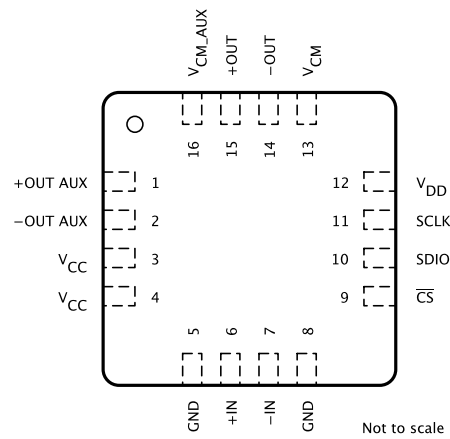 V_CM_AUX
+OUT
−OUT
V_CM
16
15
14
13
+OUT AUX 1
−OUT AUX 2
V_CC 3
V_CC 4
12 V_DD
11 SCLK
10 SDIO
9 C̅S̅
5
6
7
8
GND
+IN
−IN
GND
Not to scale